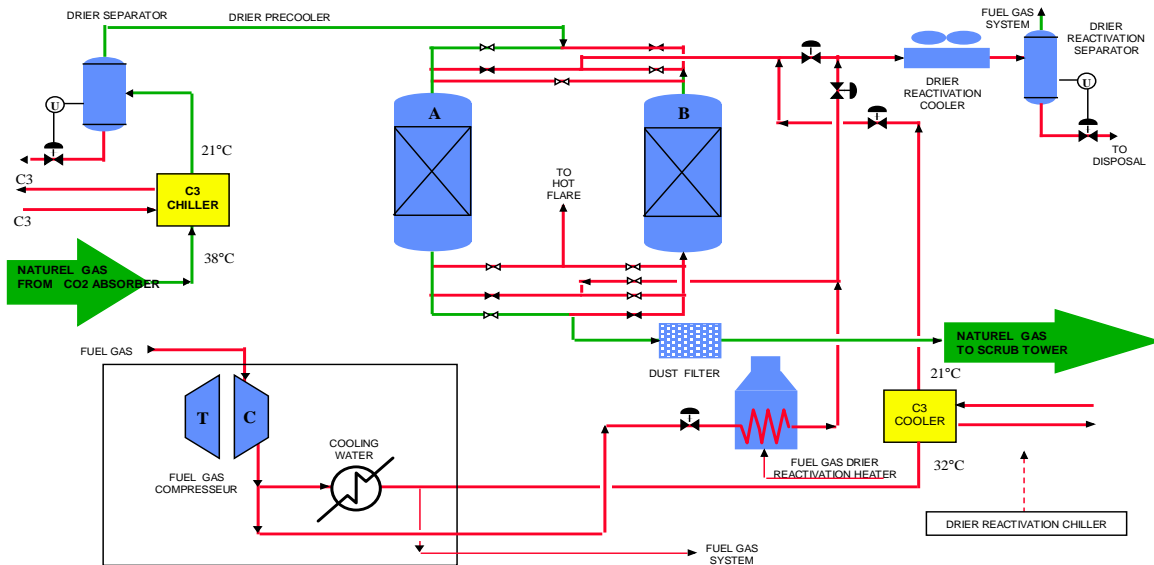 DRIER SEPARATOR
DRIER PRECOOLER
FUEL GAS
SYSTEM
DRIER
REACTIVATION
SEPARATOR
U
A
B
DRIER
REACTIVATION
COOLER
U
TO
DISPOSAL
21°C
C3
C3
C3
CHILLER
TO
HOT
FLARE
38°C
NATUREL GAS
FROM CO2 ABSORBER
NATUREL GAS
TO SCRUB TOWER
FUEL GAS
DUST FILTER
21°C
T
C
C3
COOLER
COOLING
WATER
32°C
FUEL GAS
COMPRESSEUR
FUEL GAS DRIER
REACTIVATION HEATER
DRIER REACTIVATION CHILLER
FUEL GAS
SYSTEM